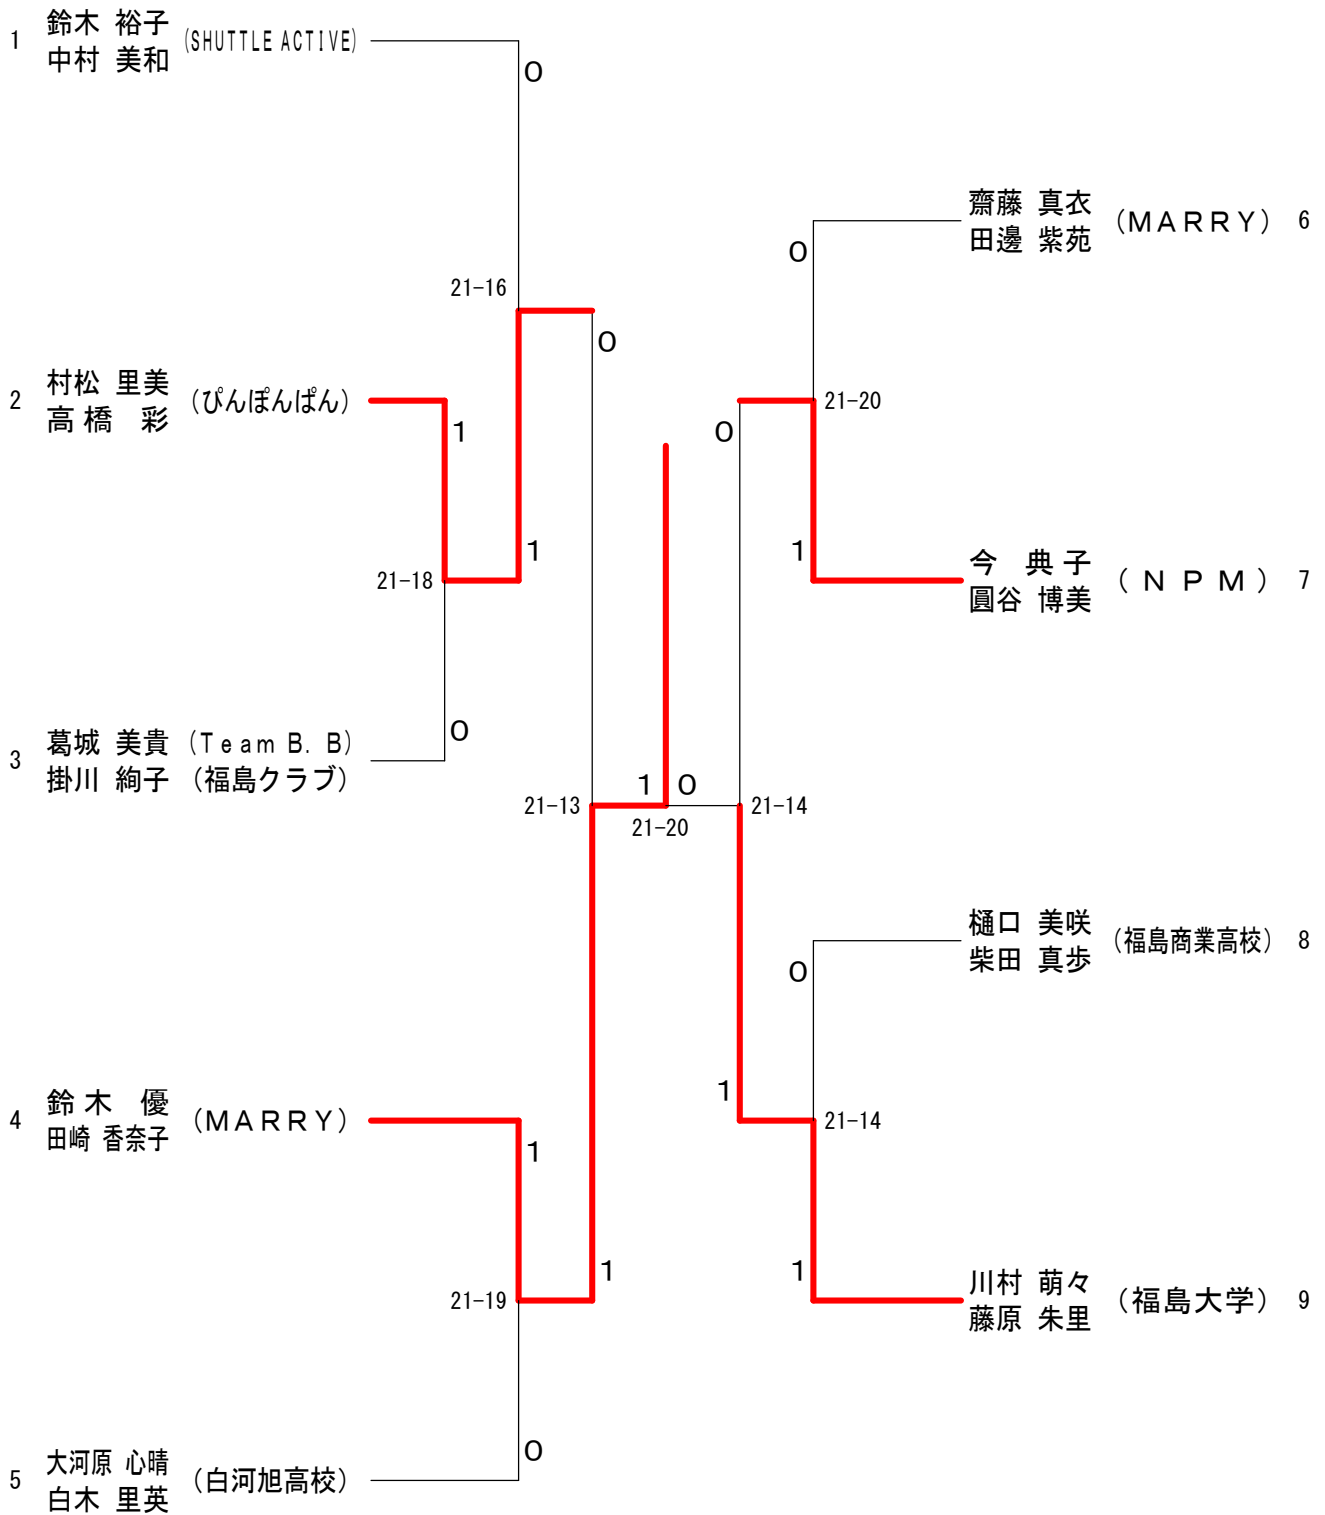 1 鈴木 裕子 (SHUTTLE ACTIVE)
中村 美和
0
21-16
0
2 村松 里美 (ぴんぽんぱん)
高橋 彩
1
1
21-18
0
3 葛城 美貴 (Team B. B)
掛川 絢子 (福島クラブ)
21-13
1 0
21-20
4 鈴木 優 (MARRY)
田崎 香奈子
1
1
21-19
0
5 大河原 心晴 (白河旭高校)
白木 里英
齋藤 真衣 (MARRY) 6
田邊 紫苑
0
21-20
0
1
今 典子 (NPM) 7
圓谷 博美
21-14
樋口 美咲 (福島商業高校) 8
柴田 真歩
0
1
21-14
1
川村 萌々 (福島大学) 9
藤原 朱里